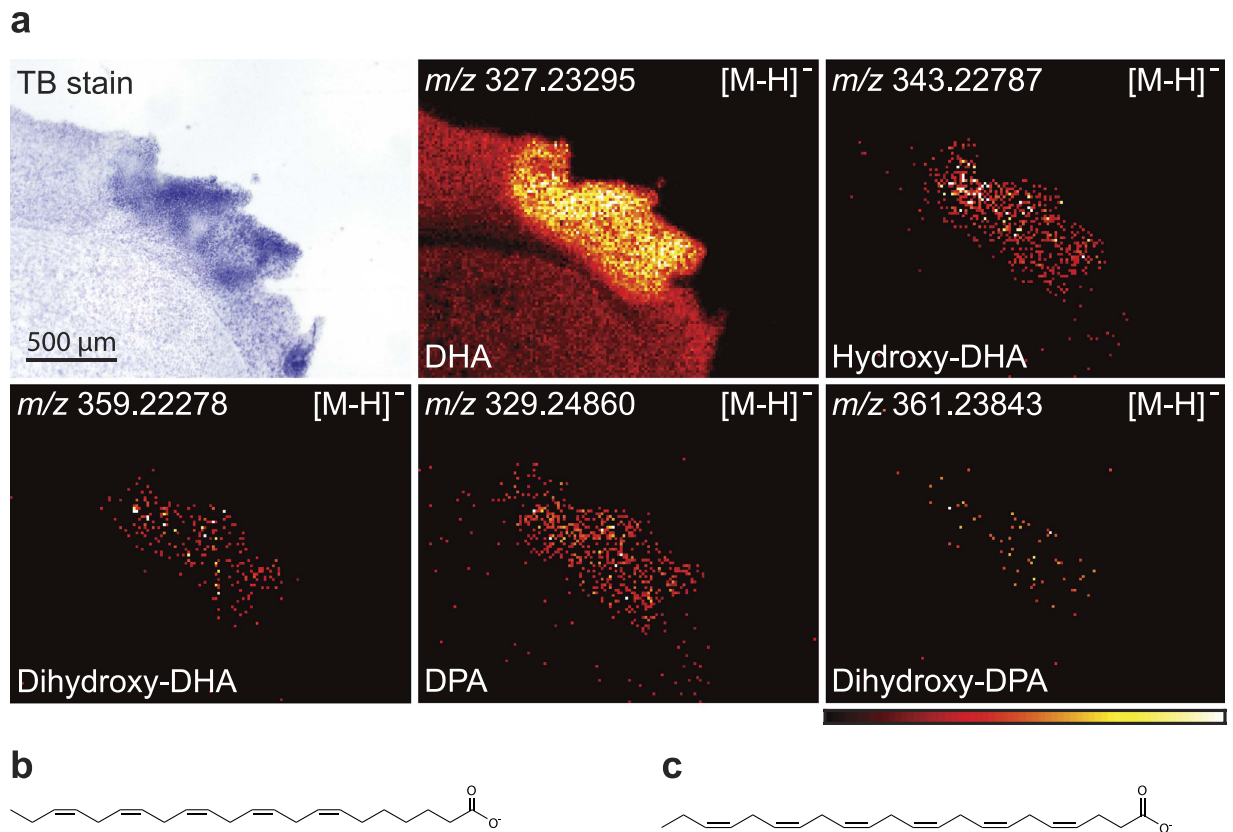 a
TB stain
500 µm
m/z 327.23295 [M-H]⁻
DHA
m/z 343.22787 [M-H]⁻
Hydroxy-DHA
m/z 359.22278 [M-H]⁻
Dihydroxy-DHA
m/z 329.24860 [M-H]⁻
DPA
m/z 361.23843 [M-H]⁻
Dihydroxy-DPA
b
O
O⁻
c
O
O⁻